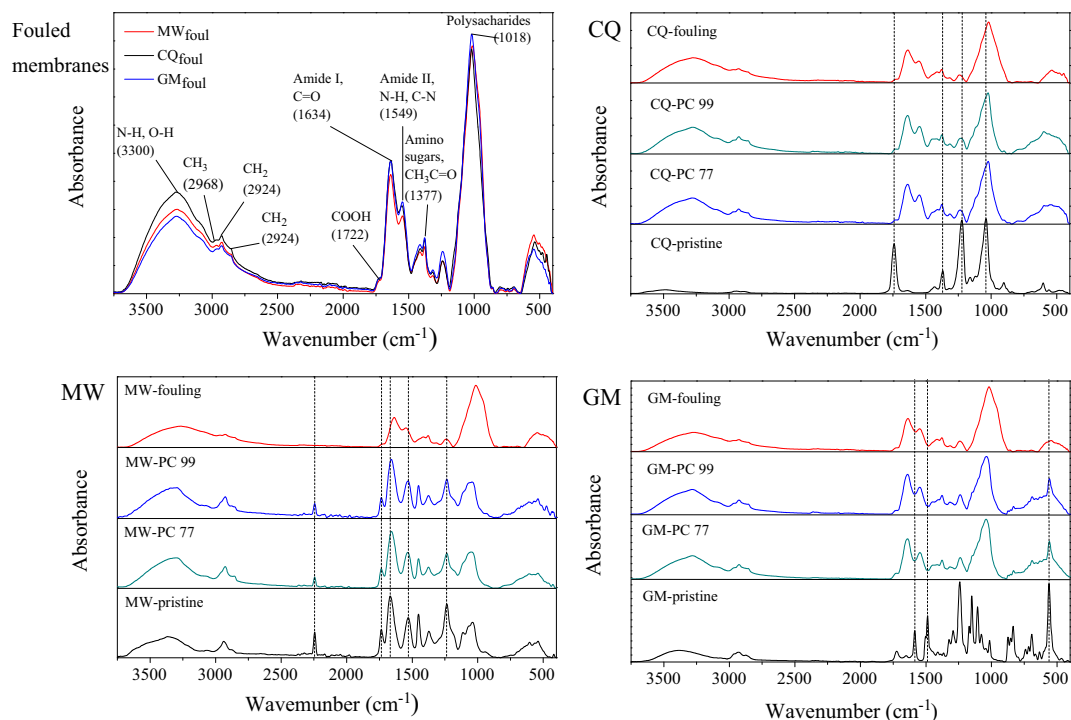 Fouled
membranes
MWfoul
CQfoul
GMfoul
Polysacharides
(1018)
Amide I,
C=O
(1634)
Amide II,
N-H, C-N
(1549)
Amino
sugars,
CH3C=O
(1377)
N-H, O-H
(3300)
CH3
(2968)
CH2
(2924)
CH2
(2924)
COOH
(1722)
Absorbance
3500 3000 2500 2000 1500 1000 500
Wavenumber (cm-1)
CQ
CQ-fouling
CQ-PC 99
CQ-PC 77
CQ-pristine
Absorbance
3500 3000 2500 2000 1500 1000 500
Wavenumber (cm-1)
MW
MW-fouling
MW-PC 99
MW-PC 77
MW-pristine
Absorbance
3500 3000 2500 2000 1500 1000 500
Wavemumber (cm-1)
GM
GM-fouling
GM-PC 99
GM-PC 77
GM-pristine
Absorbance
3500 3000 2500 2000 1500 1000 500
Wavenumber (cm-1)